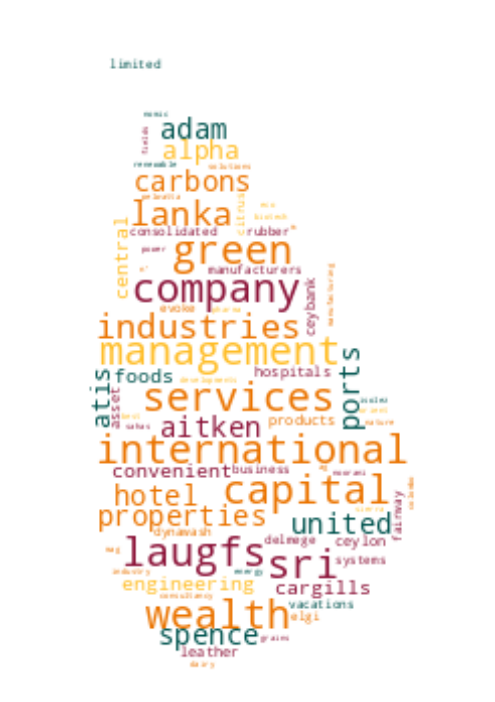 limited
adam
alpha
renewable
solutions
carbons
lanka
citrus
consolidated
rubber
green
central
power
manufacturers
company
ceybank
manufacturing
evoke
industries
management
hospitals
foods
developments
ports
atis
asset
services
aitken
products
international
convenient
business
capital
hotel
properties
fairway
united
dynawash
delmege
ceylon
laugfs
sri
systems
energy
engineering
cargills
consultancy
vacations
wealth
elgi
spence
grains
leather
dairy